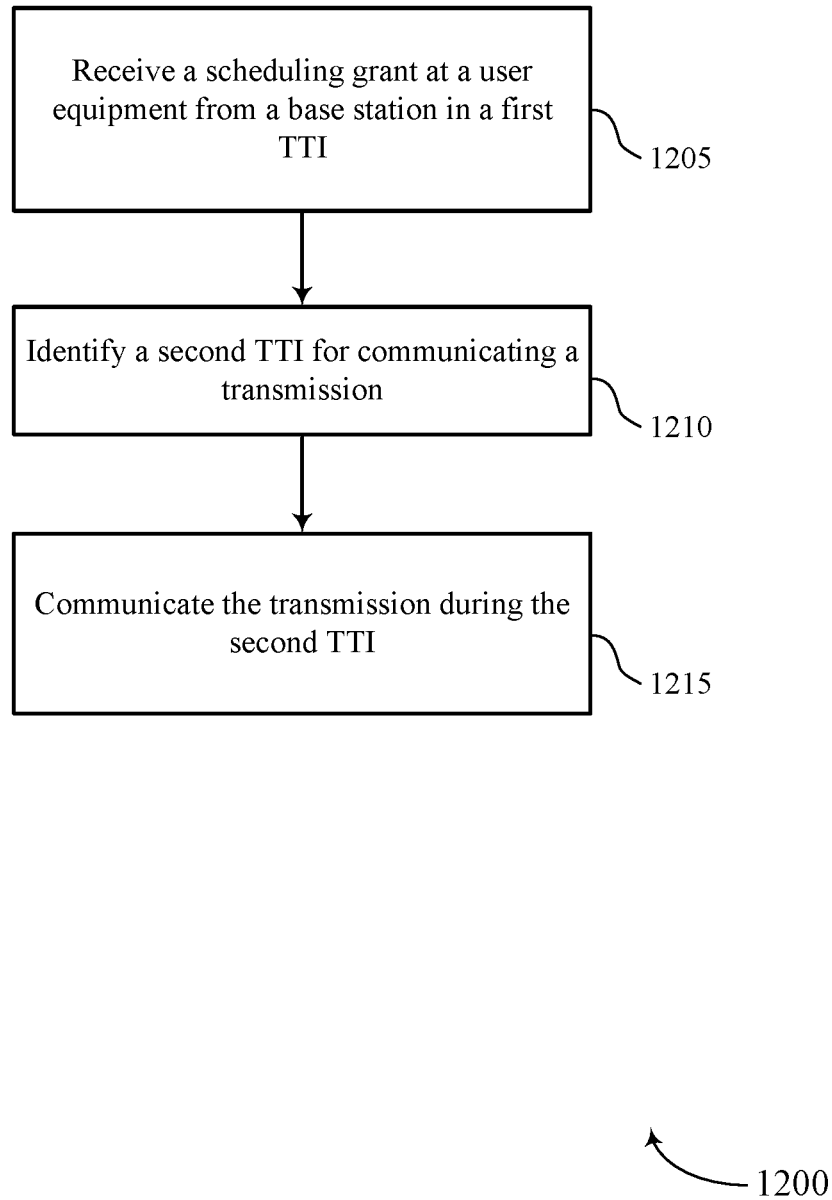 Receive a scheduling grant at a user
equipment from a base station in a first
TTI
1205
Identify a second TTI for communicating a
transmission
1210
Communicate the transmission during the
second TTI
1215
1200